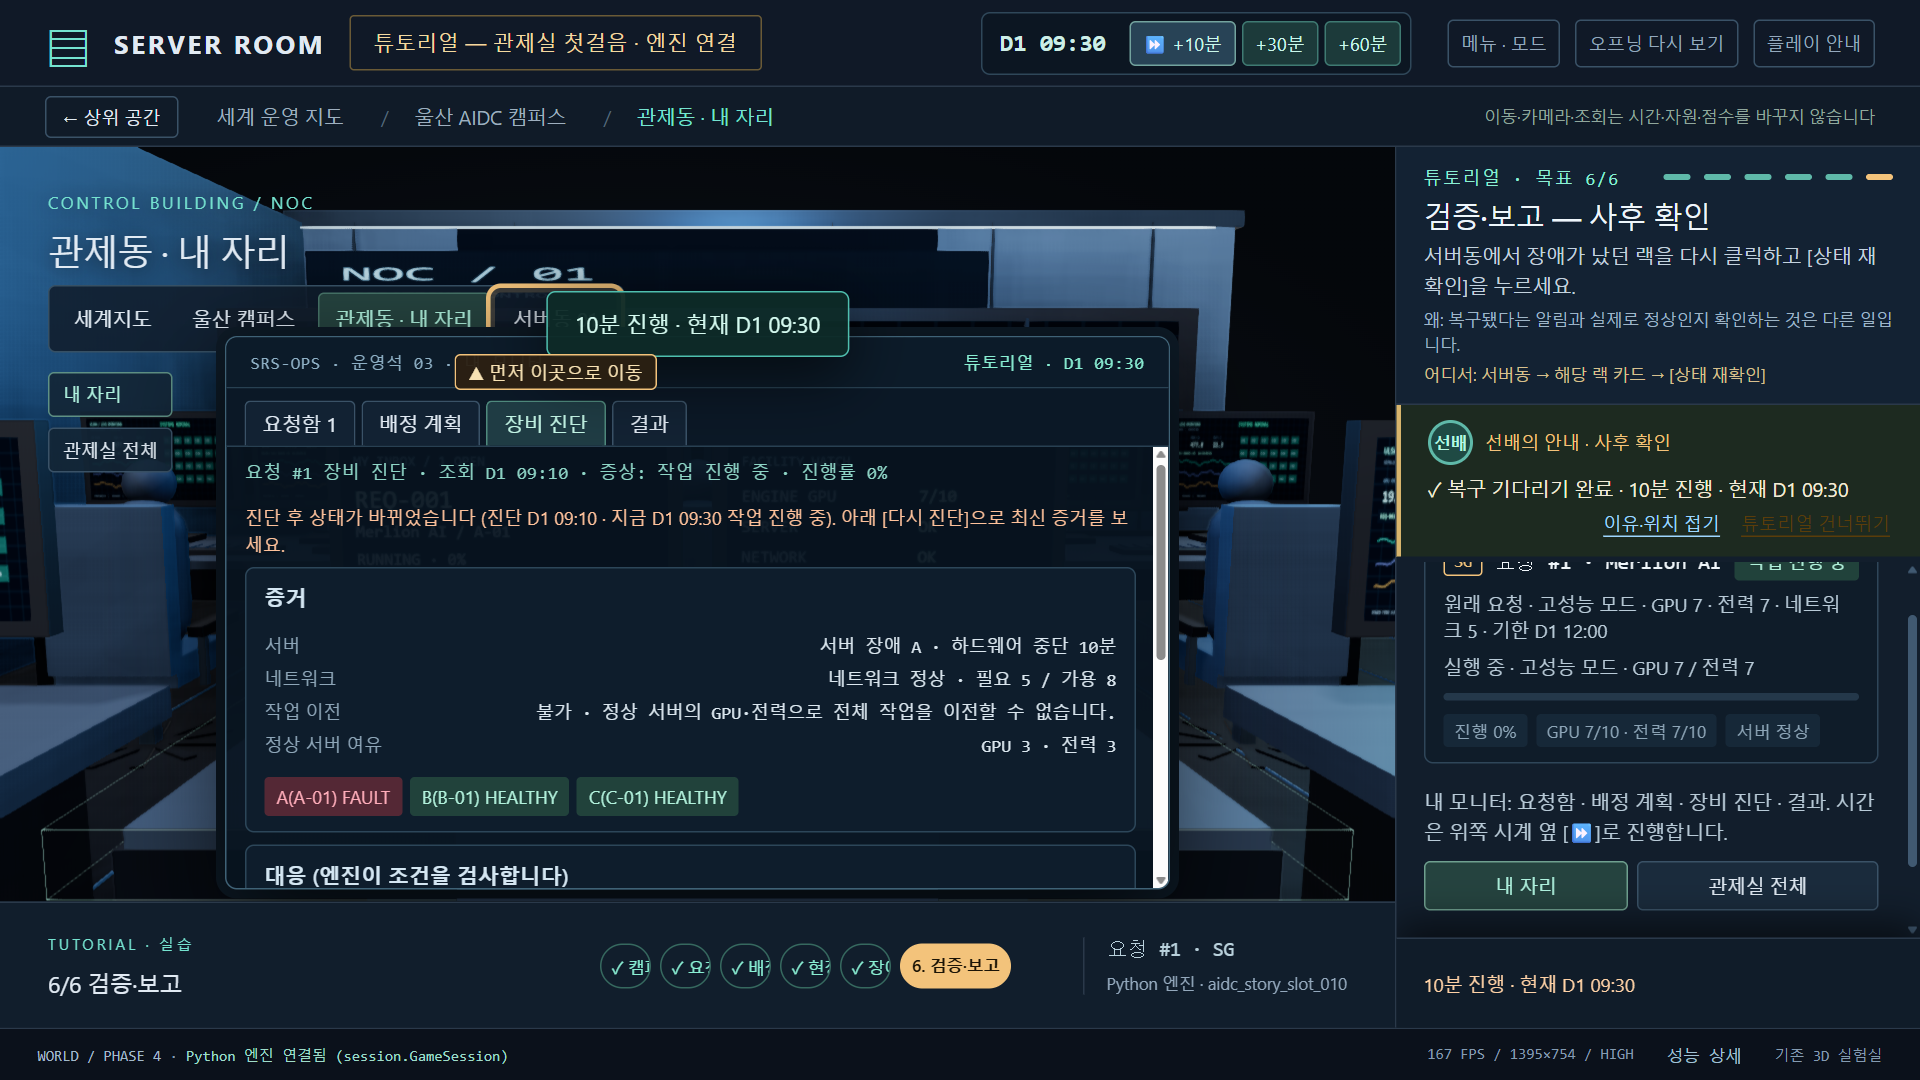 SERVER ROOM
튜토리얼 — 관제실 첫걸음 · 엔진 연결
D1 09:30
⏩ +10분
+30분
+60분
메뉴 · 모드
오프닝 다시 보기
플레이 안내
← 상위 공간
세계 운영 지도 / 울산 AIDC 캠퍼스 / 관제동 · 내 자리
이동·카메라·조회는 시간·자원·점수를 바꾸지 않습니다
CONTROL BUILDING / NOC
관제동 · 내 자리
NOC / 01
세계지도
울산 캠퍼스
관제동 · 내 자리
서버
10분 진행 · 현재 D1 09:30
내 자리
관제실 전체
SRS-OPS · 운영석 03 ·
▲ 먼저 이곳으로 이동
튜토리얼 · D1 09:30
요청함 1
배정 계획
장비 진단
결과
요청 #1 장비 진단 · 조회 D1 09:10 · 증상: 작업 진행 중 · 진행률 0%
진단 후 상태가 바뀌었습니다 (진단 D1 09:10 · 지금 D1 09:30 작업 진행 중). 아래 [다시 진단]으로 최신 증거를 보
세요.
REQ-001
Merlion AI / A-01
RUNNING · 0%
ENGINE GPU 7/10
NETWORK OK
증거
서버 서버 장애 A · 하드웨어 중단 10분
네트워크 네트워크 정상 · 필요 5 / 가용 8
작업 이전 불가 · 정상 서버의 GPU·전력으로 전체 작업을 이전할 수 없습니다.
정상 서버 여유 GPU 3 · 전력 3
A(A-01) FAULT
B(B-01) HEALTHY
C(C-01) HEALTHY
대응 (엔진이 조건을 검사합니다)
튜토리얼 · 목표 6/6
검증·보고 — 사후 확인
서버동에서 장애가 났던 랙을 다시 클릭하고 [상태 재
확인]을 누르세요.
왜: 복구됐다는 알림과 실제로 정상인지 확인하는 것은 다른 일입
니다.
어디서: 서버동 → 해당 랙 카드 → [상태 재확인]
선배
선배의 안내 · 사후 확인
✓ 복구 기다리기 완료 · 10분 진행 · 현재 D1 09:30
이유·위치 접기
튜토리얼 건너뛰기
SG 요청 #1 · Merlion AI 작업 진행 중
원래 요청 · 고성능 모드 · GPU 7 · 전력 7 · 네트워
크 5 · 기한 D1 12:00
실행 중 · 고성능 모드 · GPU 7 / 전력 7
진행 0%
GPU 7/10 · 전력 7/10
서버 정상
내 모니터: 요청함 · 배정 계획 · 장비 진단 · 결과. 시간
은 위쪽 시계 옆 [⏩]로 진행합니다.
내 자리
관제실 전체
10분 진행 · 현재 D1 09:30
TUTORIAL · 실습
6/6 검증·보고
✓ 캠
✓ 요
✓ 배
✓ 현
✓ 장
6. 검증·보고
요청 #1 · SG
Python 엔진 · aidc_story_slot_010
WORLD / PHASE 4 · Python 엔진 연결됨 (session.GameSession)
167 FPS / 1395×754 / HIGH
성능 상세
기존 3D 실험실